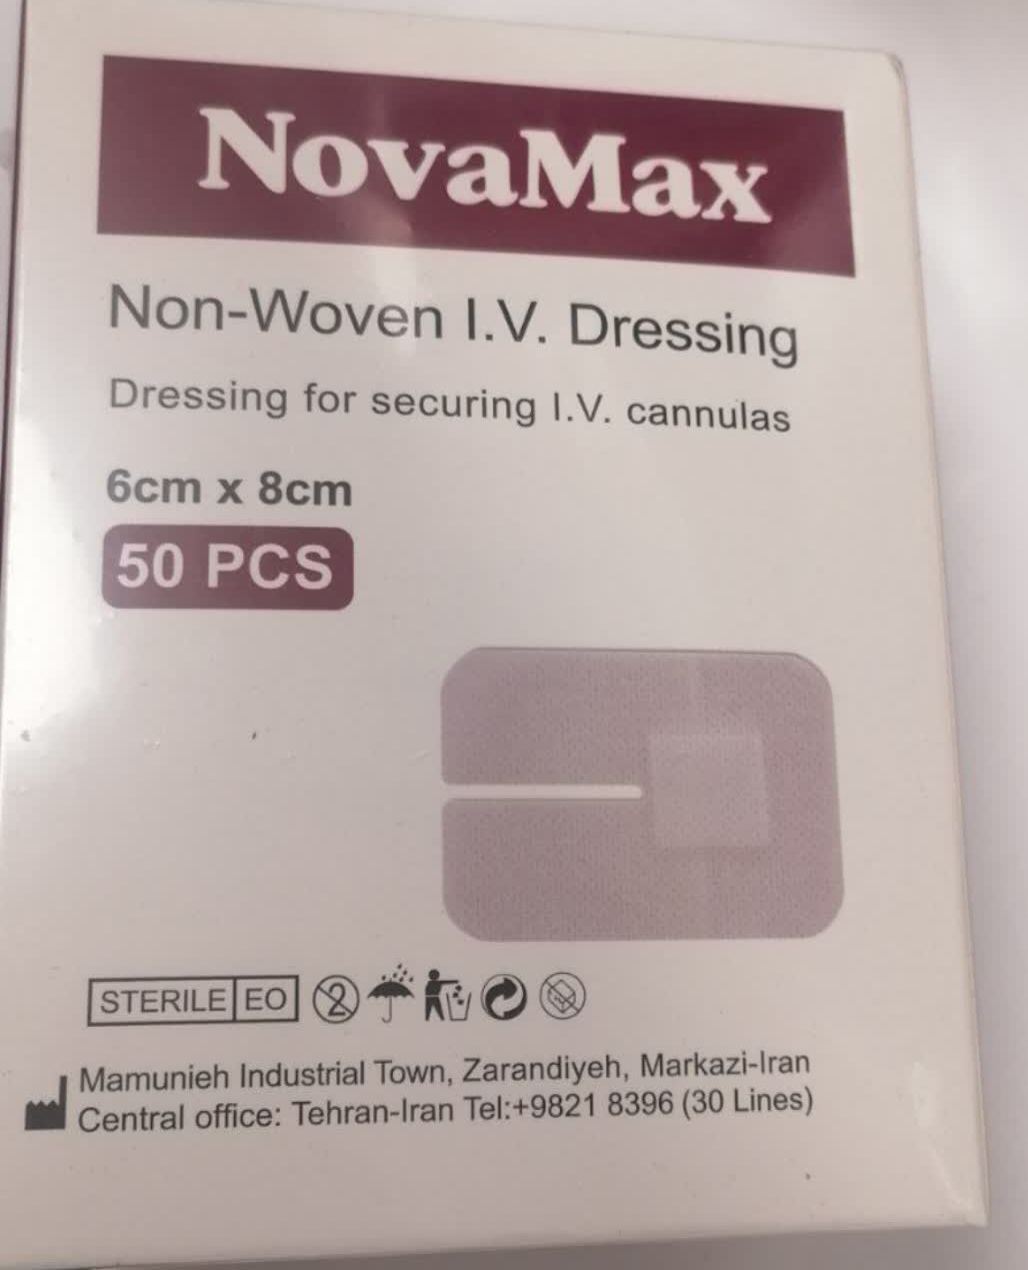 NovaMax
Non-Woven I.V. Dressing
Dressing for securing I.V. cannulas
6cm x 8cm
50 PCS
STERILE EO 2
Mamunieh Industrial Town, Zarandiyeh, Markazi-Iran
Central office: Tehran-Iran Tel:+9821 8396 (30 Lines)